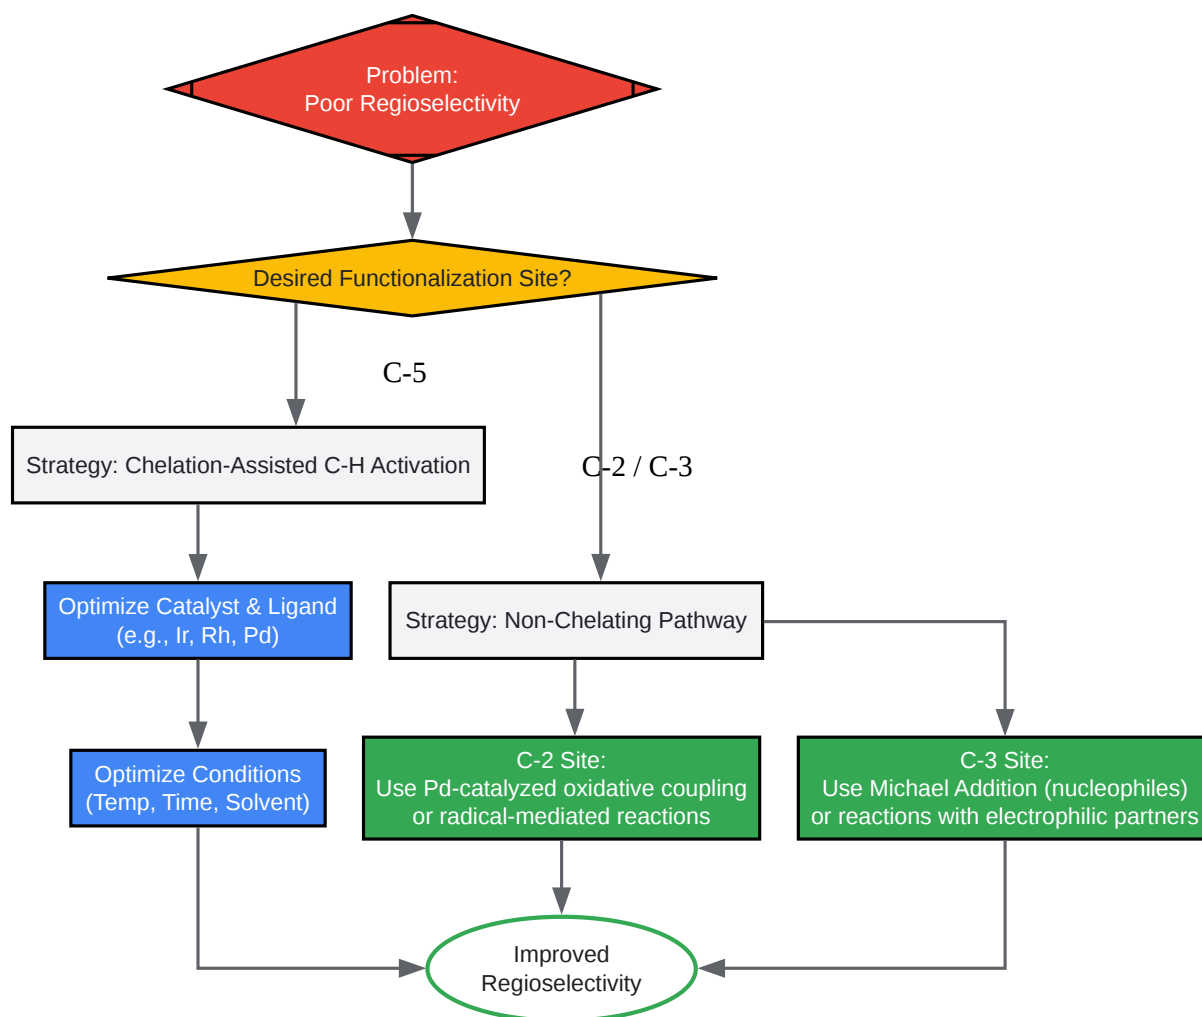 Problem:
Poor Regioselectivity
Desired Functionalization Site?
C-5
Strategy: Chelation-Assisted C-H Activation
C-2 / C-3
Optimize Catalyst & Ligand
(e.g., Ir, Rh, Pd)
Strategy: Non-Chelating Pathway
Optimize Conditions
(Temp, Time, Solvent)
C-2 Site:
Use Pd-catalyzed oxidative coupling
or radical-mediated reactions
C-3 Site:
Use Michael Addition (nucleophiles)
or reactions with electrophilic partners
Improved
Regioselectivity